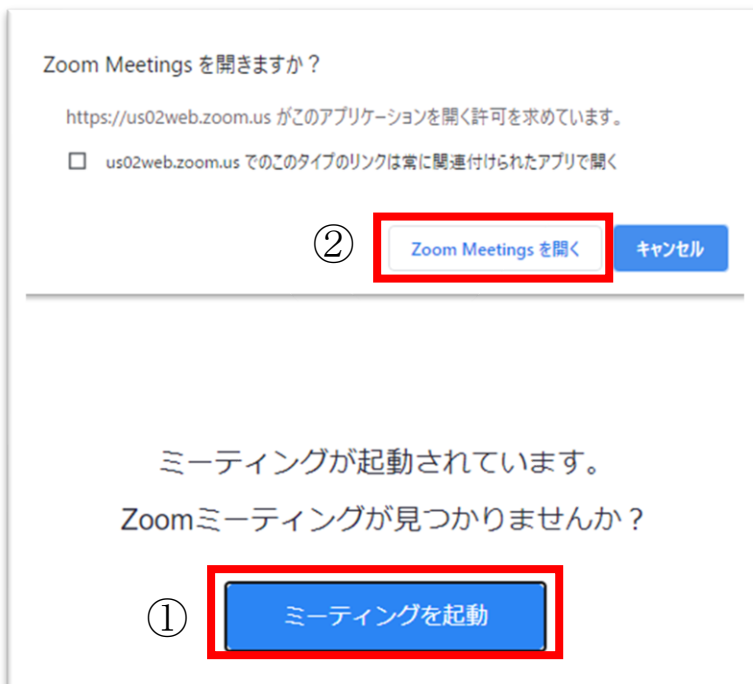 Zoom Meetings を開きますか？
https://us02web.zoom.us がこのアプリケーションを開く許可を求めています。
us02web.zoom.us でのこのタイプのリンクは常に関連付けられたアプリで開く
② Zoom Meetings を開く キャンセル
ミーティングが起動されています。
Zoomミーティングが見つかりませんか？
① ミーティングを起動